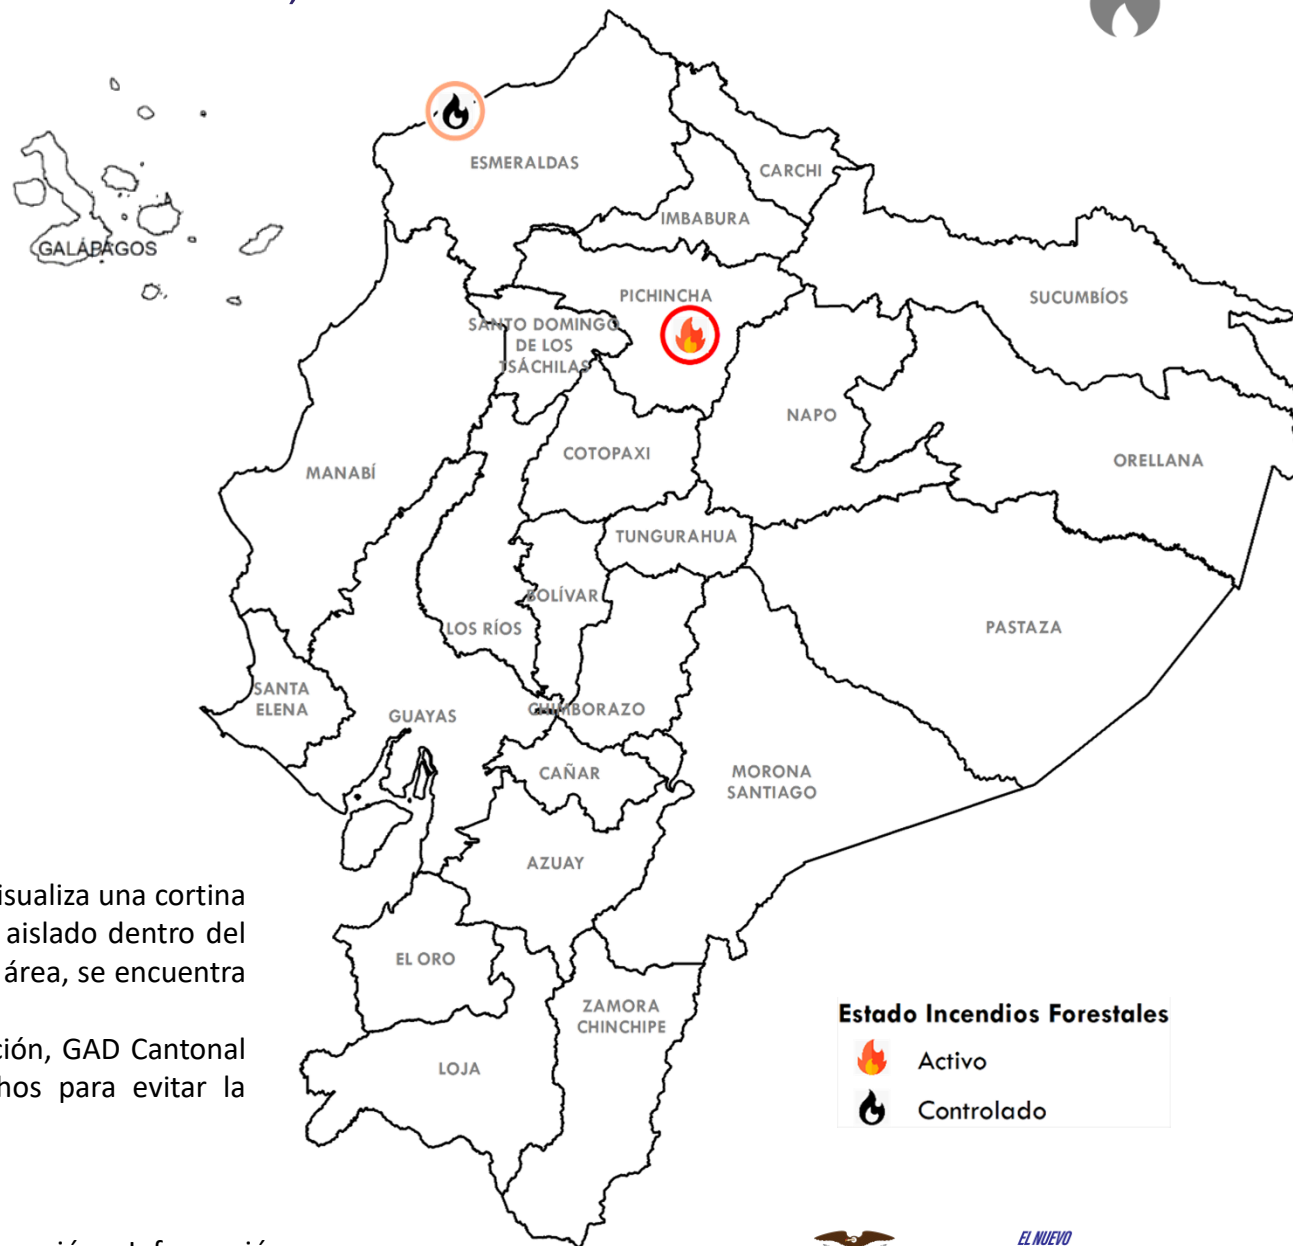 ESMERALDAS
CARCHI
IMBABURA
GALÁPAGOS
PICHINCHA
SUCUMBÍOS
SANTO DOMINGO
DE LOS
TSÁCHILAS
NAPO
COTOPAXI
ORELLANA
MANABÍ
TUNGURAHUA
BOLÍVAR
LOS RÍOS
PASTAZA
SANTA
ELENA
GUAYAS
CHIMBORAZO
CAÑAR
MORONA
SANTIAGO
AZUAY
isualiza una cortina
aislado dentro del
área, se encuentra
ción, GAD Cantonal
hos para evitar la
EL ORO
ZAMORA
CHINCHIPE
LOJA
Estado Incendios Forestales
Activo
Controlado
EL NUEVO